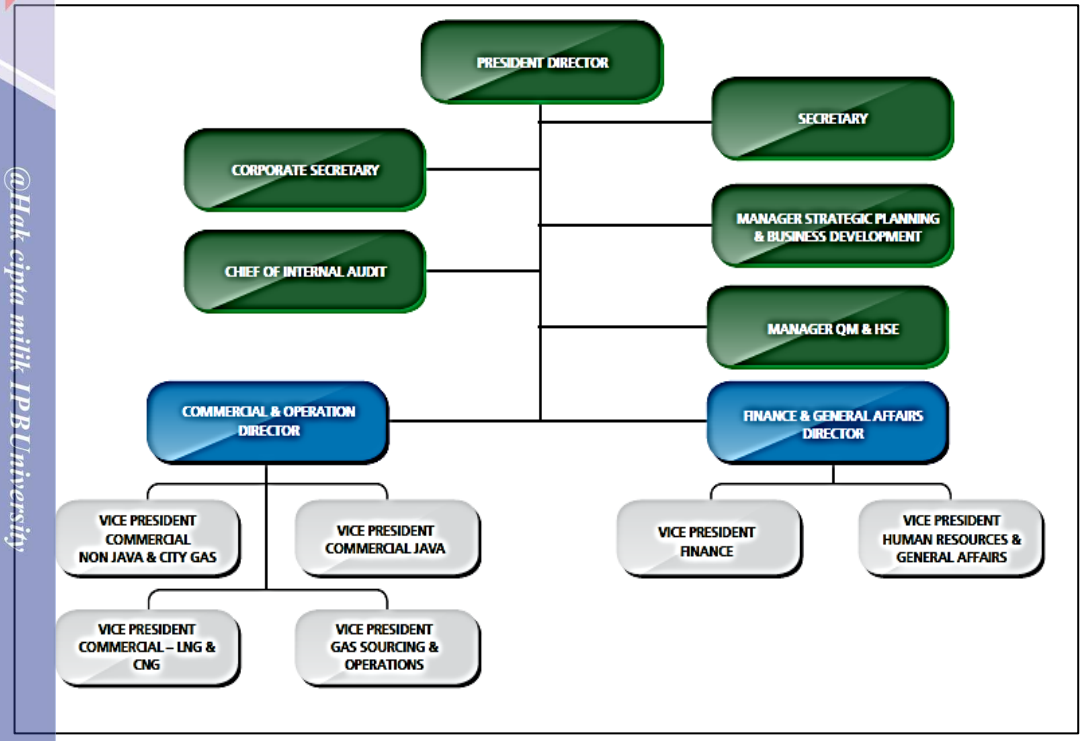 PRESIDENT DIRECTOR
SECRETARY
CORPORATE SECRETARY
MANAGER STRATEGIC PLANNING
& BUSINESS DEVELOPMENT
CHIEF OF INTERNAL AUDIT
MANAGER QM & HSE
COMMERCIAL & OPERATION
DIRECTOR
FINANCE & GENERAL AFFAIRS
DIRECTOR
VICE PRESIDENT
COMMERCIAL
NON JAVA & CITY GAS
VICE PRESIDENT
COMMERCIAL JAVA
VICE PRESIDENT
FINANCE
VICE PRESIDENT
HUMAN RESOURCES &
GENERAL AFFAIRS
VICE PRESIDENT
COMMERCIAL – LNG &
CNG
VICE PRESIDENT
GAS SOURCING &
OPERATIONS
@Hak cipta milik IPBUniversity